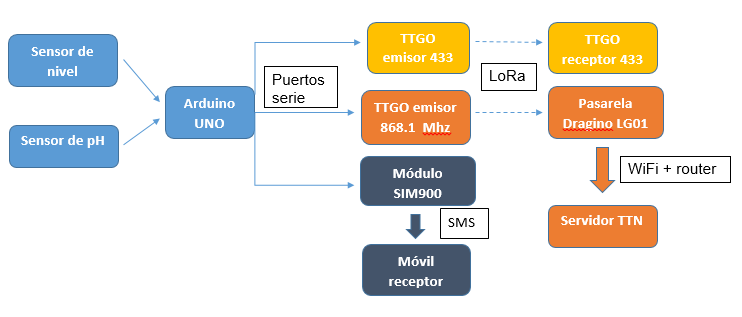 Sensor de
nivel
Sensor de pH
Arduino
UNO
Puertos
serie
TTGO
emisor 433
TTGO emisor
868.1 Mhz
Módulo
SIM900
SMS
Móvil
receptor
LoRa
TTGO
receptor 433
Pasarela
Dragino LG01
WiFi + router
Servidor TTN